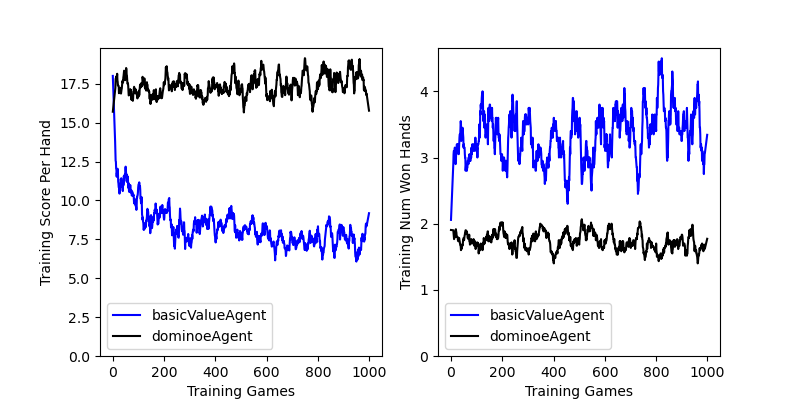 Training Score Per Hand
17.5
15.0
12.5
10.0
7.5
5.0
2.5
0.0
basicValueAgent
dominoeAgent
0 200 400 600 800 1000
Training Games
Training Num Won Hands
4
3
2
1
0
basicValueAgent
dominoeAgent
0 200 400 600 800 1000
Training Games